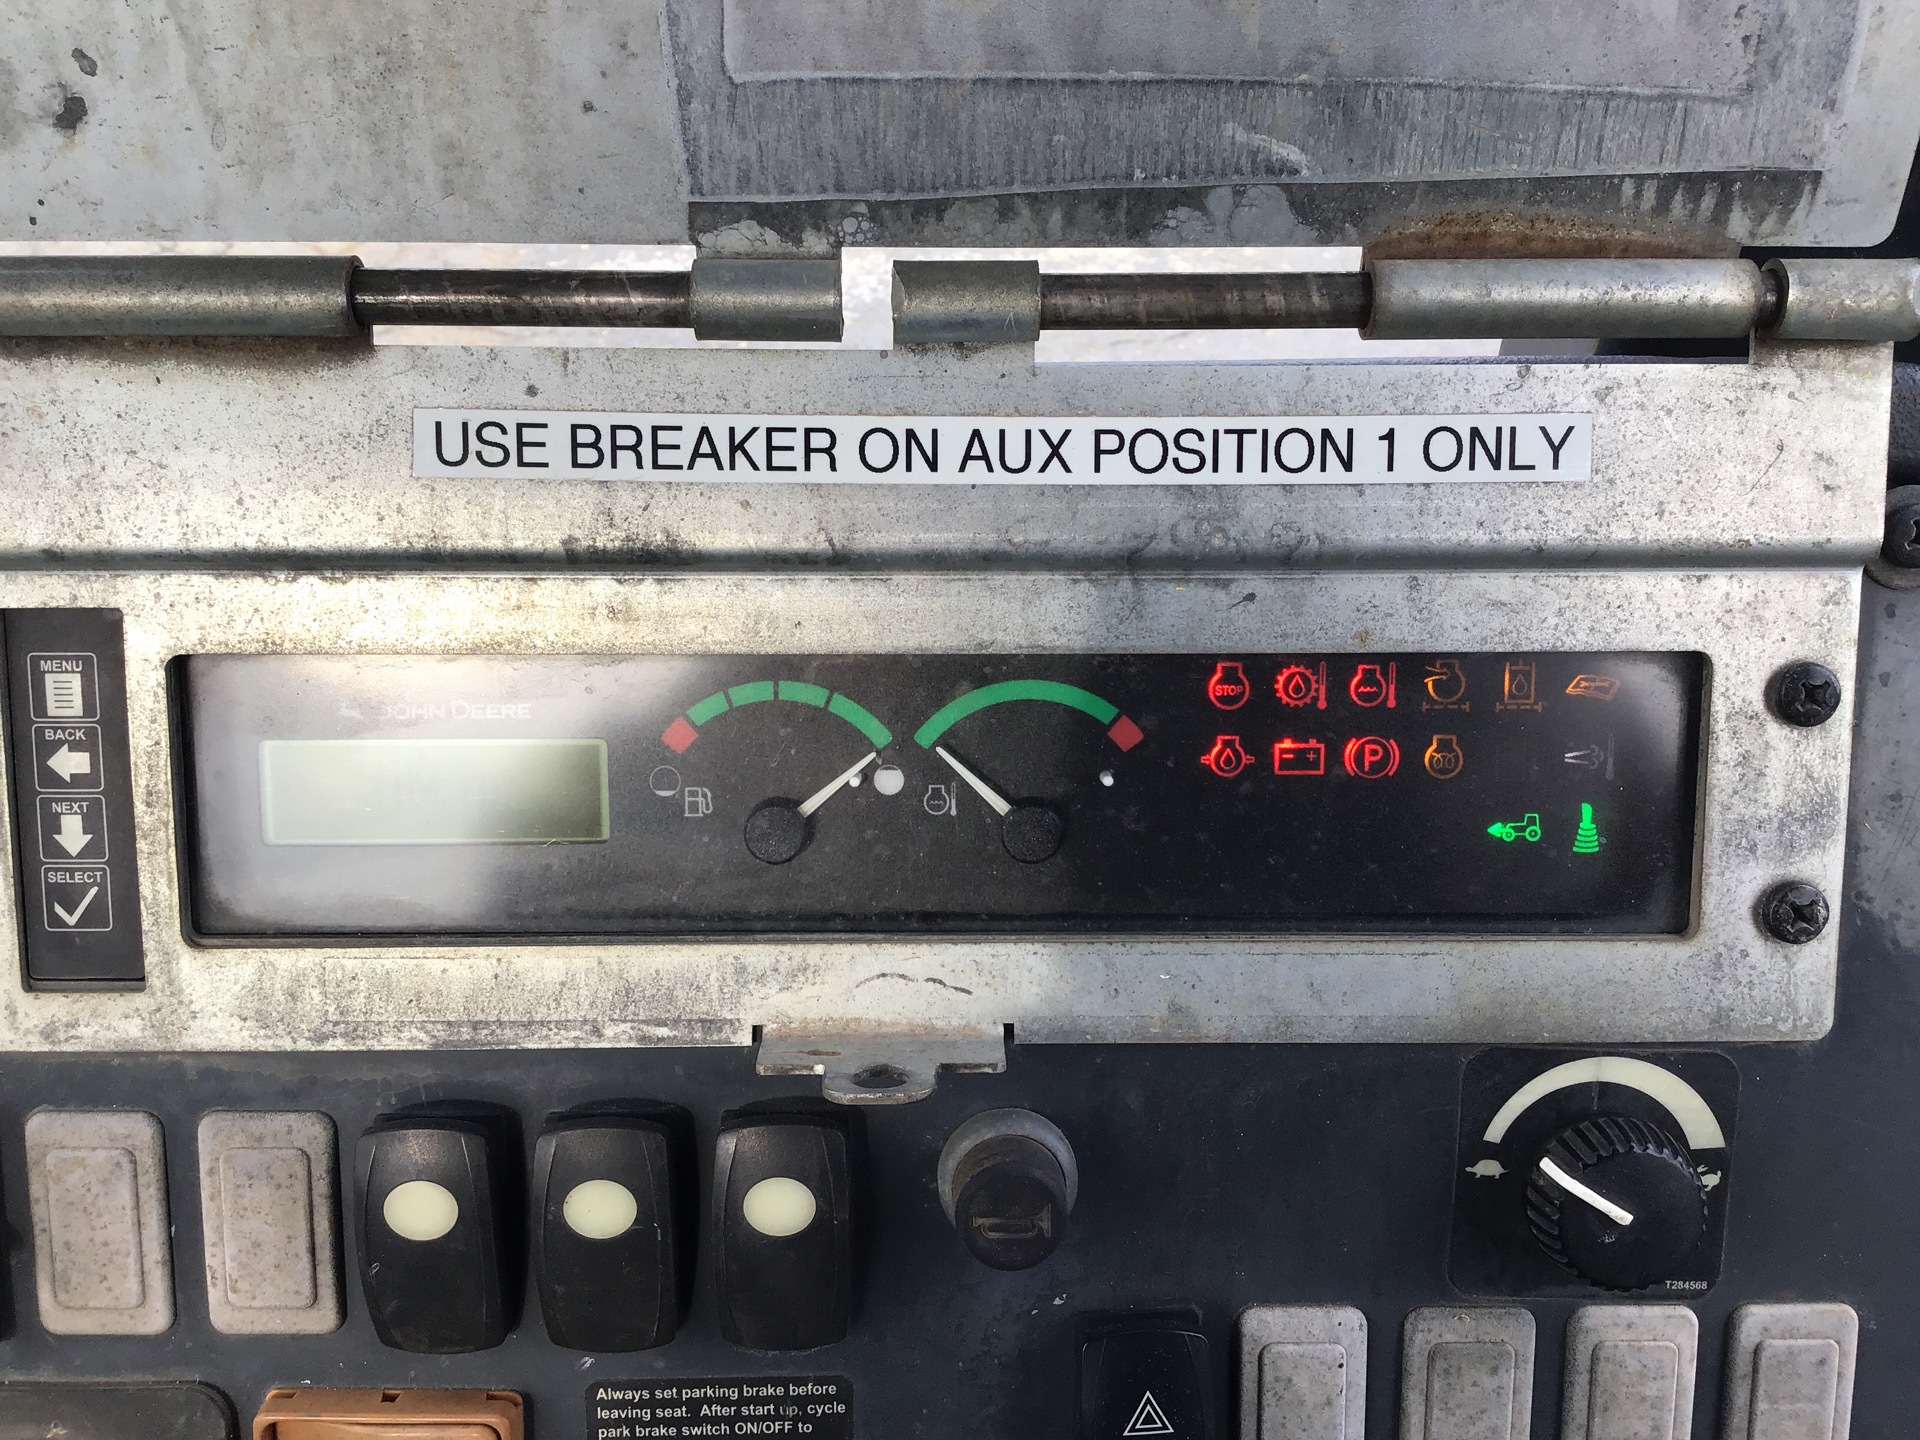 USE BREAKER ON AUX POSITION 1 ONLY
MENU
BACK
NEXT
SELECT
JOHN DEERE
STOP
P
T284568
Always set parking brake before
leaving seat. After start up, cycle
park brake switch ON/OFF to